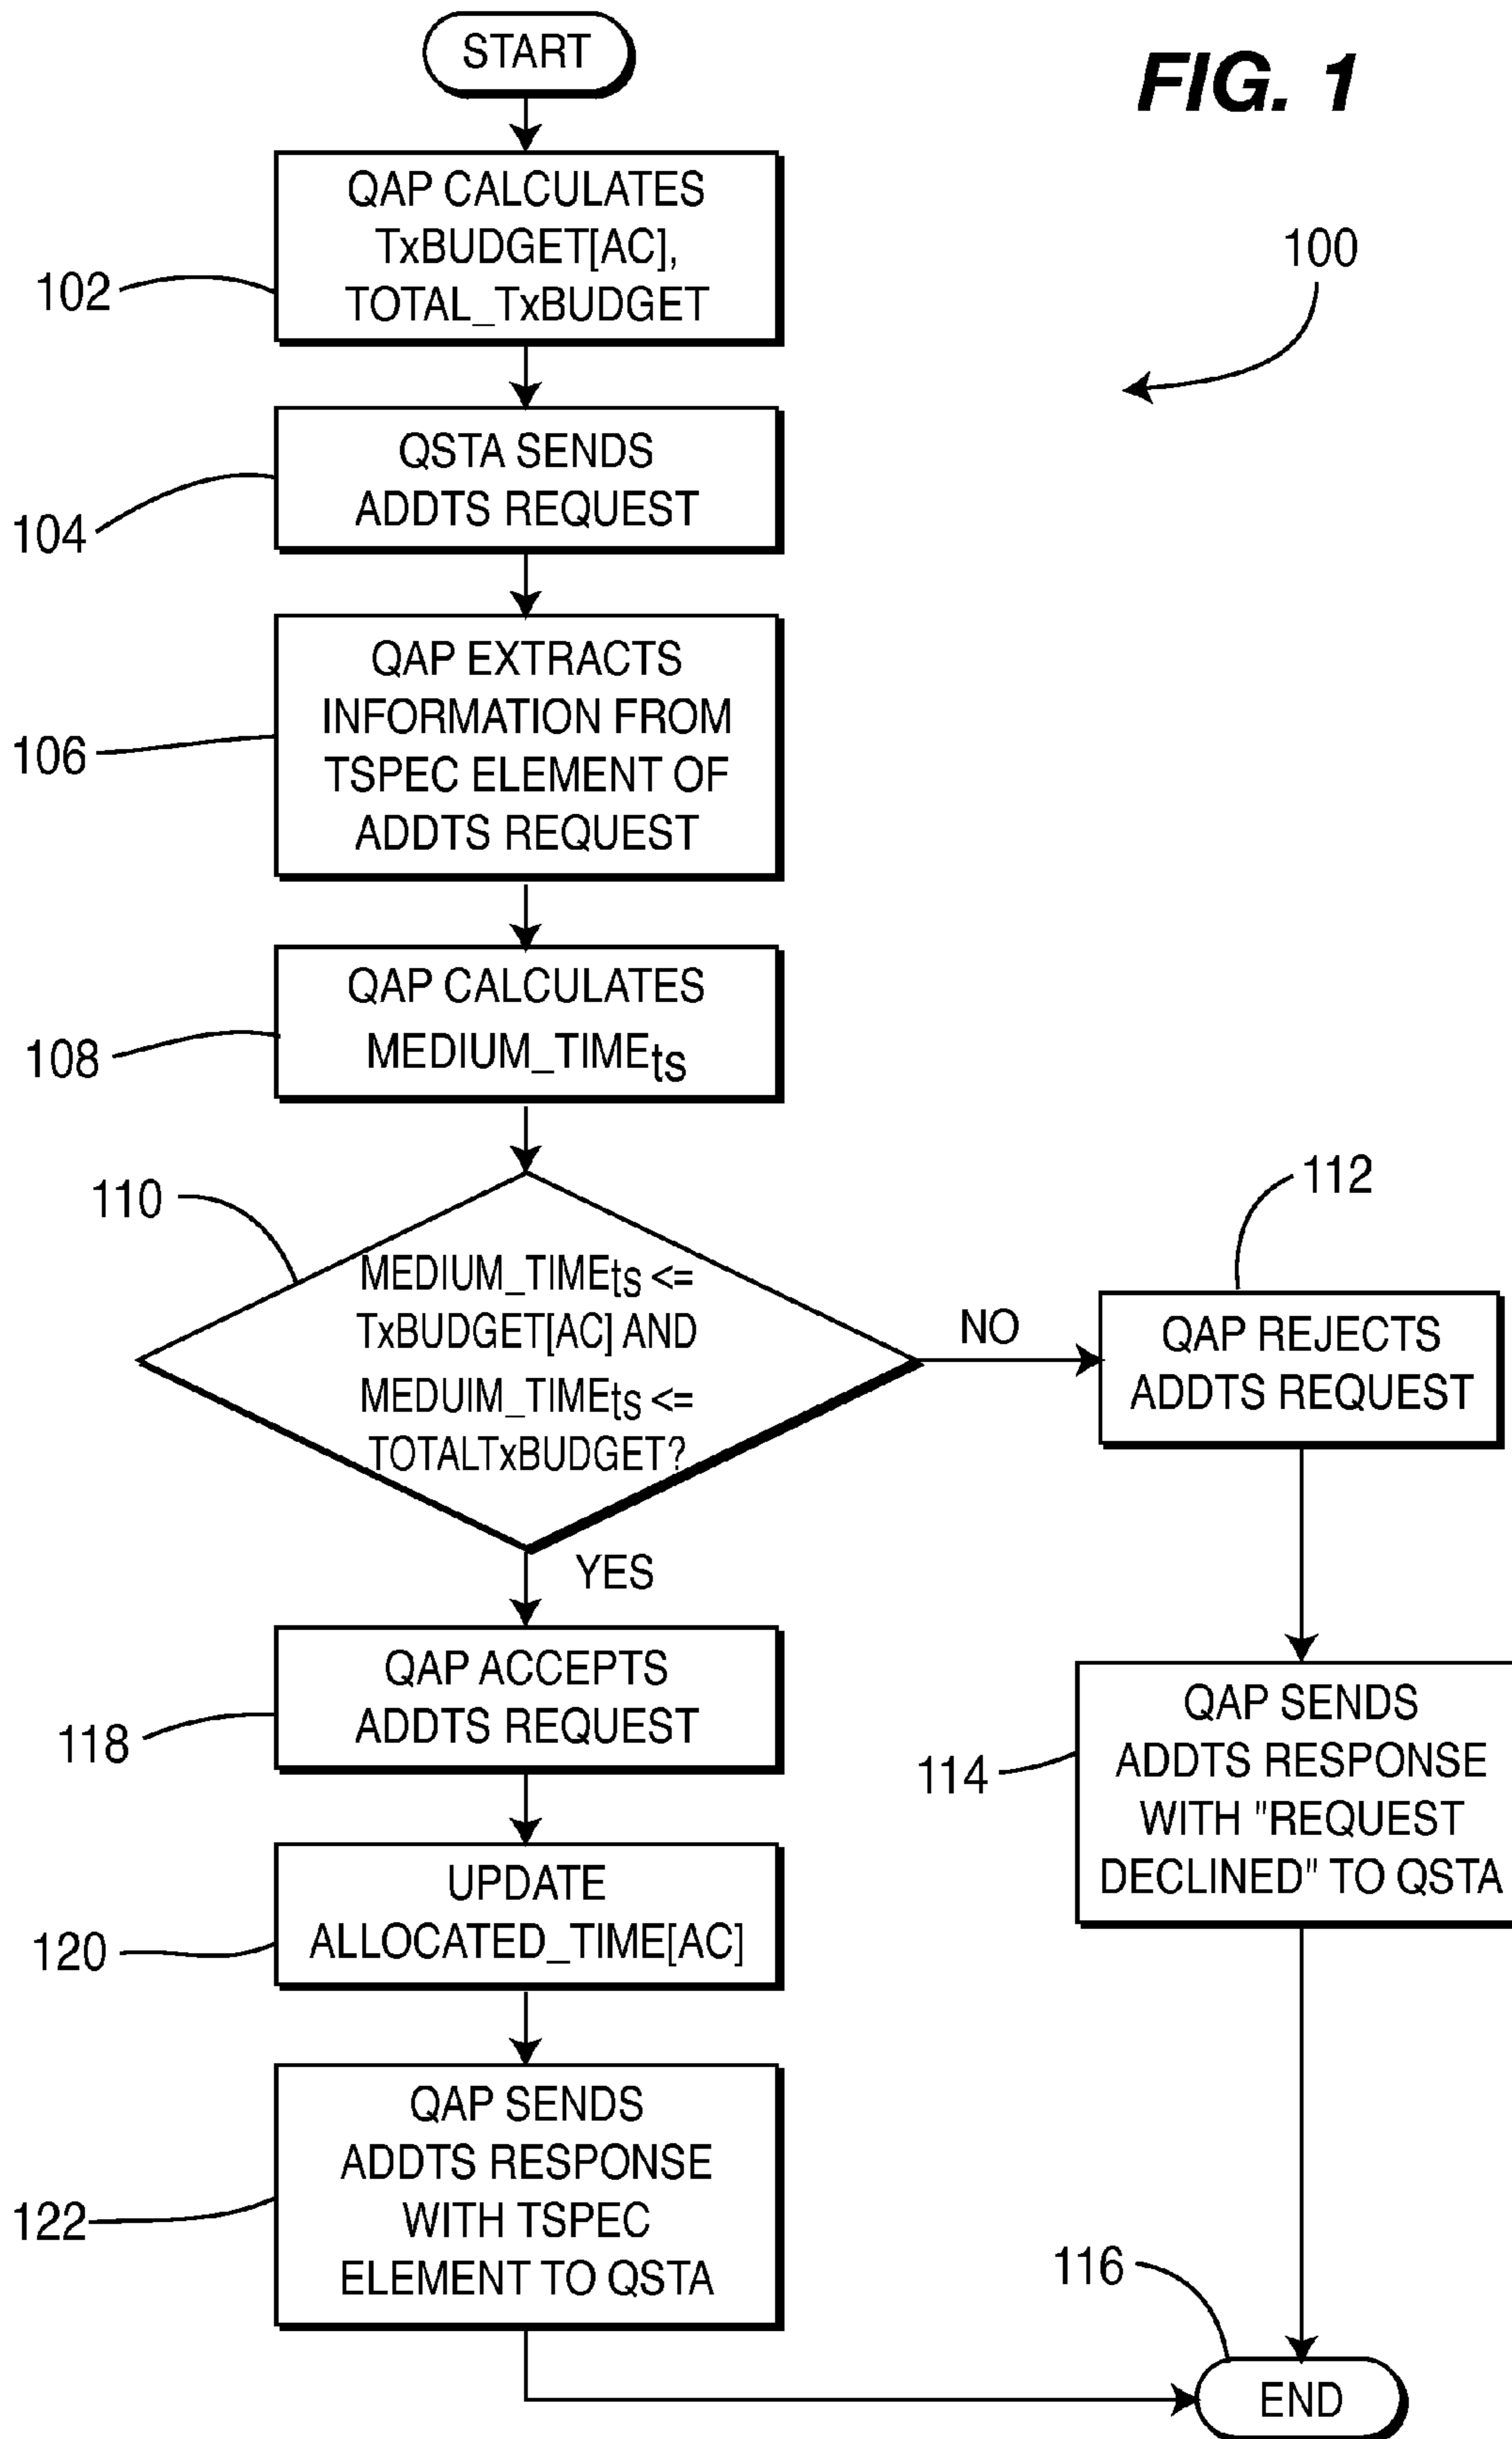 START
FIG. 1
QAP CALCULATES
TxBUDGET[AC],
TOTAL_TxBUDGET
100
102
QSTA SENDS
ADDTS REQUEST
104
QAP EXTRACTS
INFORMATION FROM
TSPEC ELEMENT OF
ADDTS REQUEST
106
QAP CALCULATES
MEDIUM_TIMEts
108
110
MEDIUM_TIMEts <=
TxBUDGET[AC] AND
MEDUIM_TIMEts <=
TOTALTxBUDGET?
NO
112
QAP REJECTS
ADDTS REQUEST
YES
QAP ACCEPTS
ADDTS REQUEST
118
QAP SENDS
ADDTS RESPONSE
WITH "REQUEST
DECLINED" TO QSTA
114
UPDATE
ALLOCATED_TIME[AC]
120
QAP SENDS
ADDTS RESPONSE
WITH TSPEC
ELEMENT TO QSTA
122
116
END